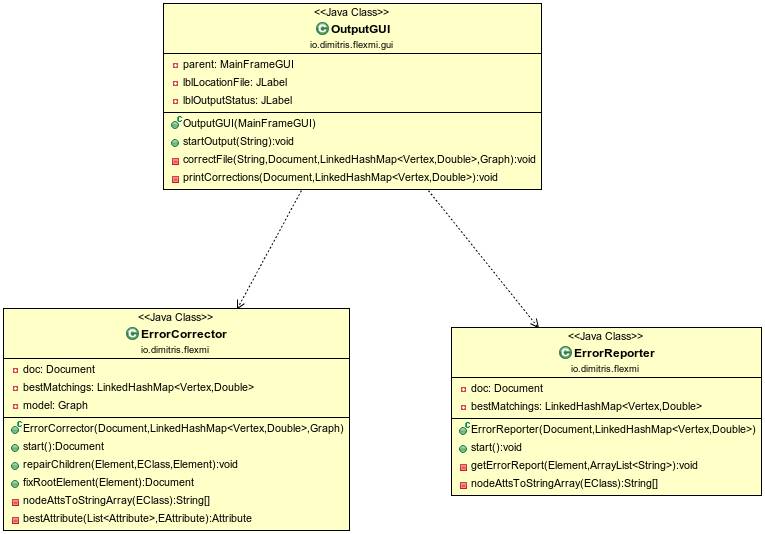 <<Java Class>>
C OutputGUI
io.dimitris.flexmi.gui
parent: MainFrameGUI
lblLocationFile: JLabel
lblOutputStatus: JLabel
c OutputGUI(MainFrameGUI)
startOutput(String):void
correctFile(String,Document,LinkedHashMap<Vertex,Double>,Graph):void
printCorrections(Document,LinkedHashMap<Vertex,Double>):void
<<Java Class>>
C ErrorCorrector
io.dimitris.flexmi
doc: Document
bestMatchings: LinkedHashMap<Vertex,Double>
model: Graph
c ErrorCorrector(Document,LinkedHashMap<Vertex,Double>,Graph)
start():Document
repairChildren(Element,EClass,Element):void
fixRootElement(Element):Document
nodeAttsToStringArray(EClass):String[]
bestAttribute(List<Attribute>,EAttribute):Attribute
<<Java Class>>
C ErrorReporter
io.dimitris.flexmi
doc: Document
bestMatchings: LinkedHashMap<Vertex,Double>
c ErrorReporter(Document,LinkedHashMap<Vertex,Double>)
start():void
getErrorReport(Element,ArrayList<String>):void
nodeAttsToStringArray(EClass):String[]